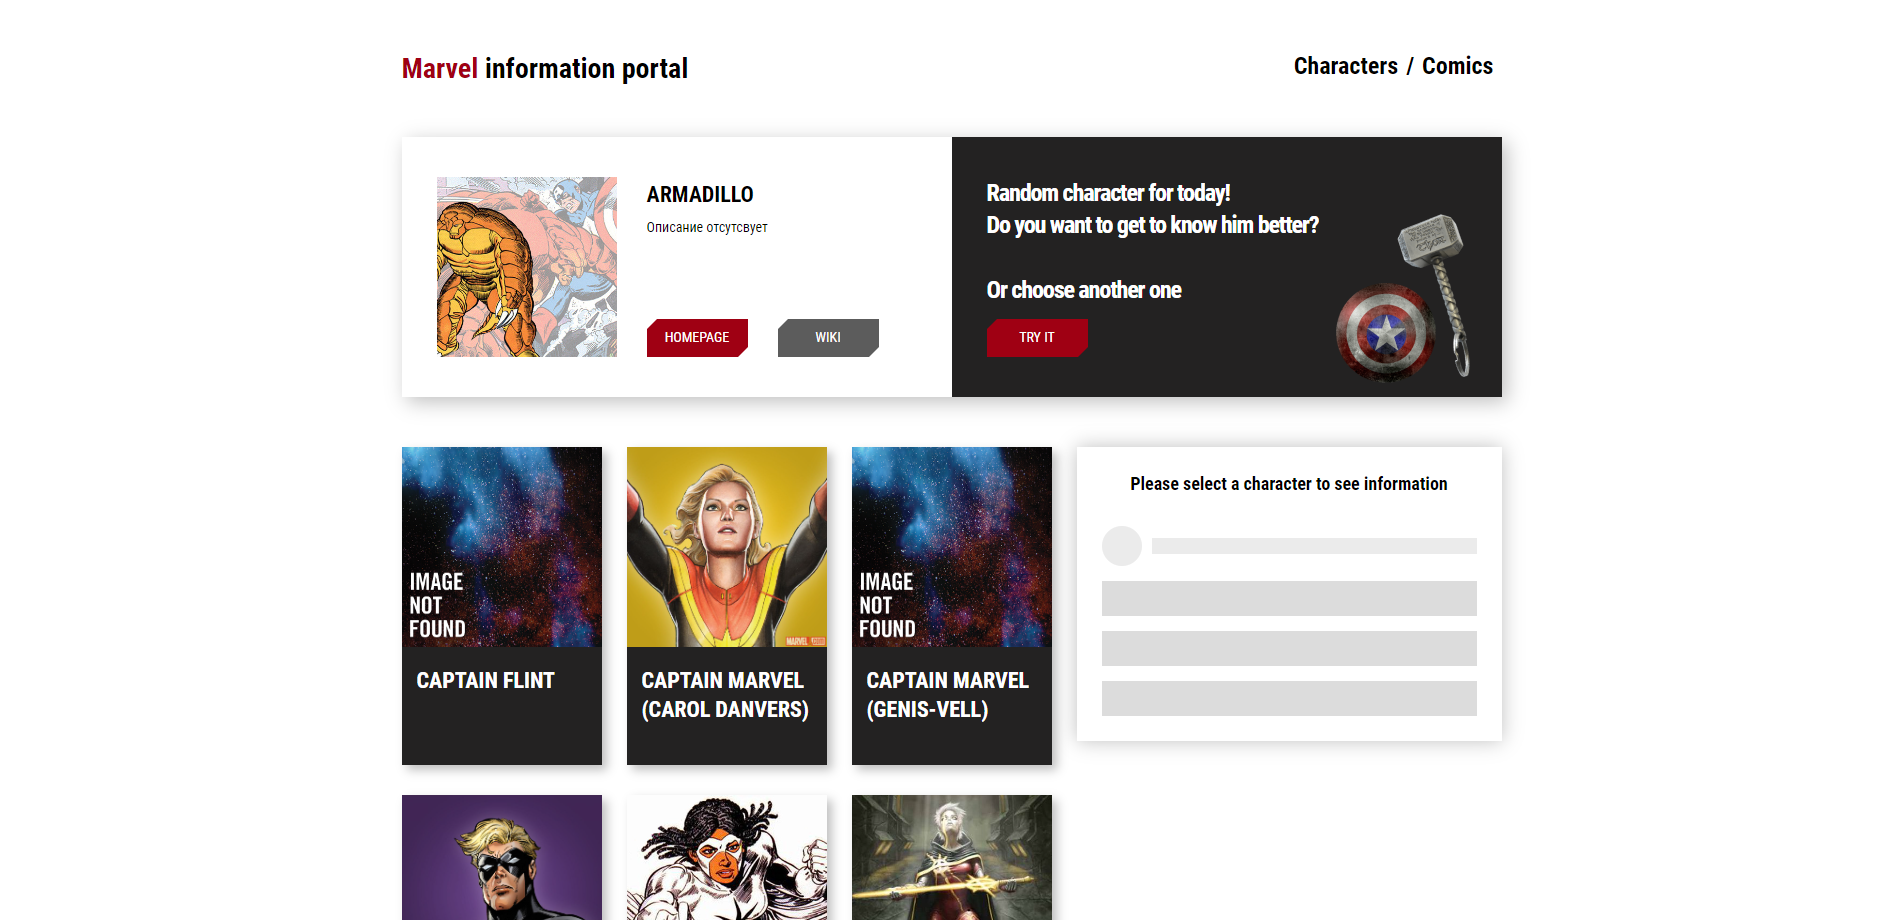 Marvel information portal
Characters / Comics
ARMADILLO
Описание отсутсвует
HOMEPAGE
WIKI
Random character for today!
Do you want to get to know him better?
Or choose another one
TRY IT
IMAGE
NOT
FOUND
CAPTAIN FLINT
MARVEL.com
CAPTAIN MARVEL
(CAROL DANVERS)
IMAGE
NOT
FOUND
CAPTAIN MARVEL
(GENIS-VELL)
Please select a character to see information